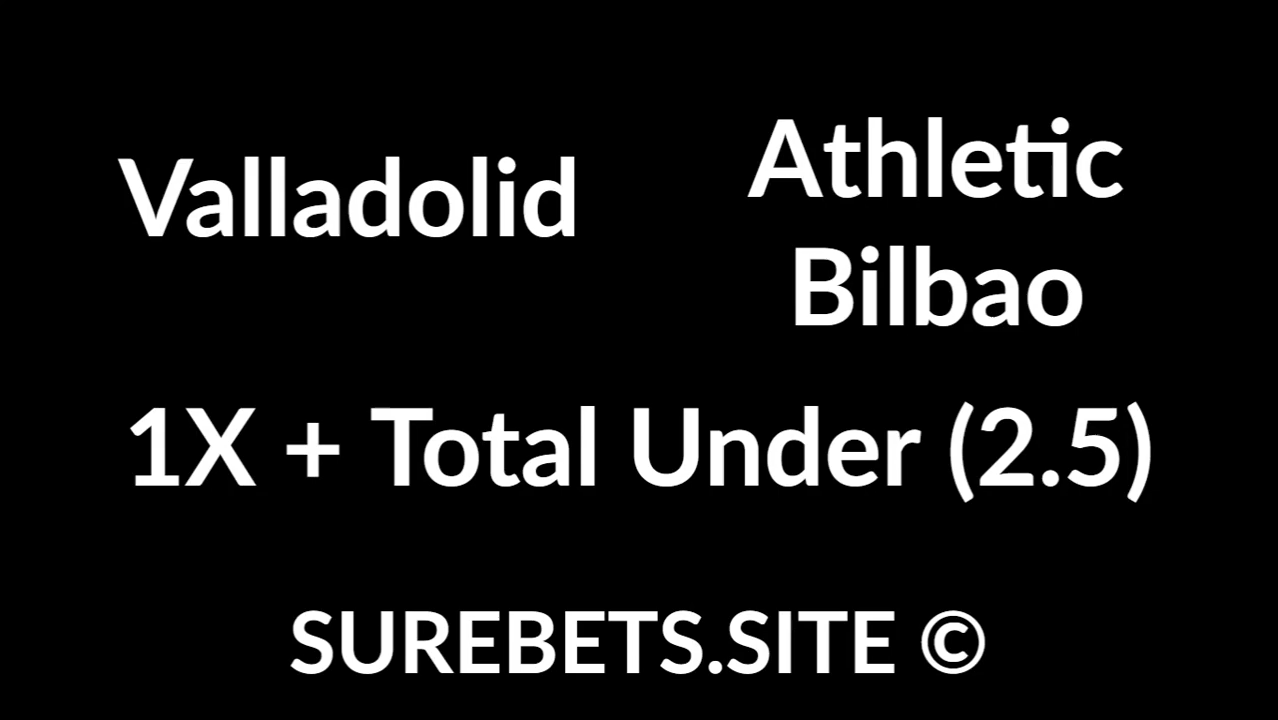 Valladolid
Athletic
Bilbao
1X + Total Under (2.5)
SUREBETS.SITE ©